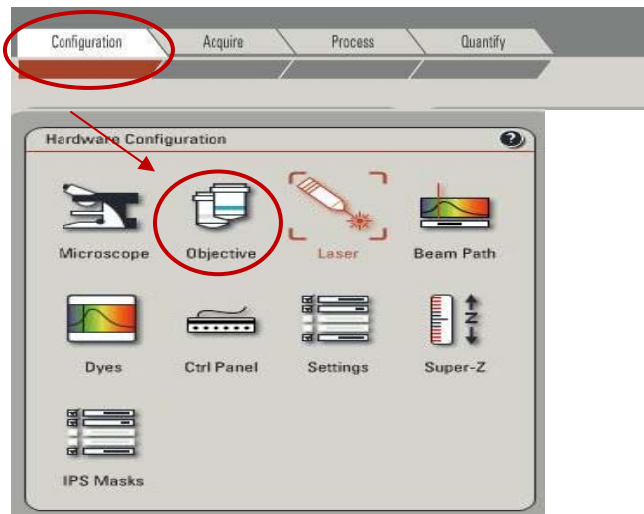 Configuration Acquire Process Quantify
Hardware Configuration ?
Microscope Objective Laser Beam Path
Z
Dyes Ctrl Panel Settings Super-Z
IPS Masks